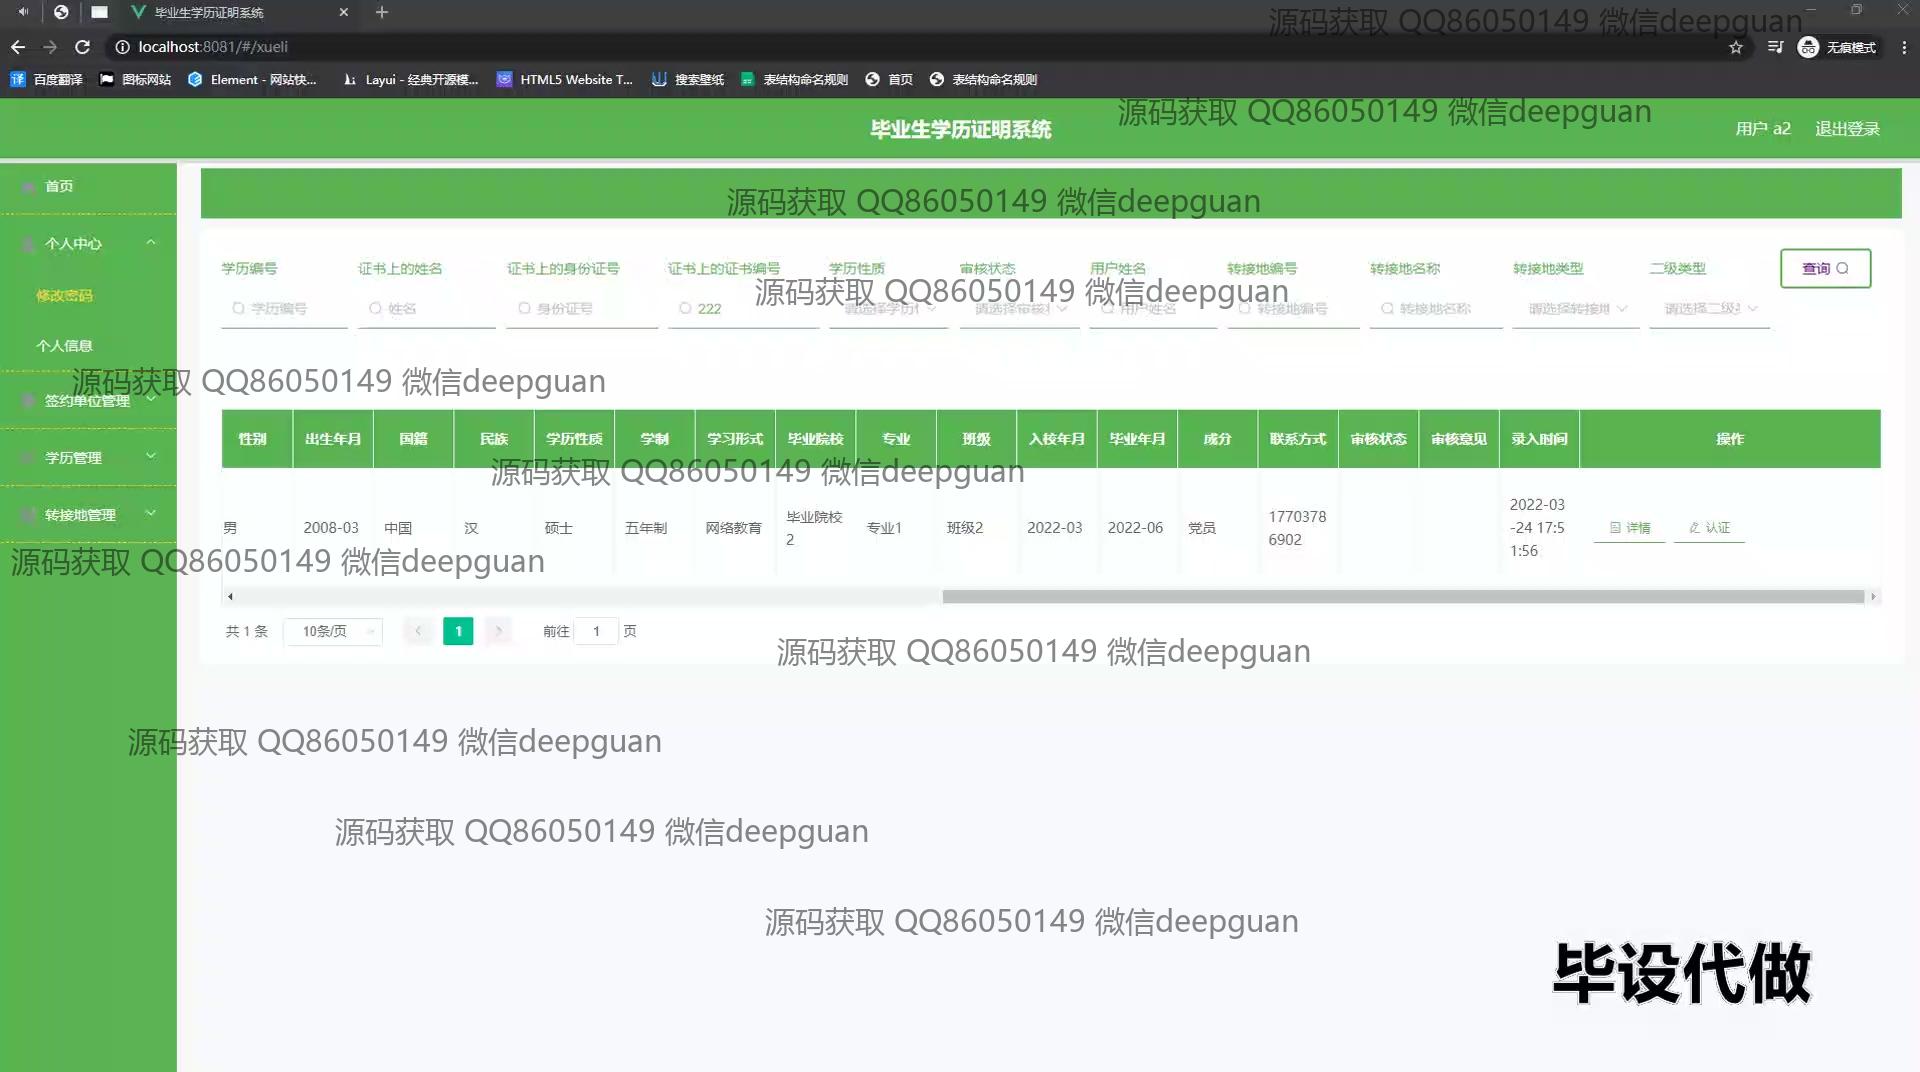 毕业生学历证明系统
localhost:8081/#/xueli
无痕模式
百度翻译 图标网站 Element - 网站快... Layui - 经典开源模... HTML5 Website T... 搜索壁纸 表结构命名规则 首页 表结构命名规则
源码获取 QQ86050149 微信deepguan
源码获取 QQ86050149 微信deepguan
毕业生学历证明系统
用户 a2 退出登录
首页
个人中心
修改密码
个人信息
签约单位管理
学历管理
转接地管理
源码获取 QQ86050149 微信deepguan
学历编号 证书上的姓名 证书上的身份证号 证书上的证书编号 学历性质 审核状态 用户姓名 转接地编号 转接地名称 转接地类型 二级类型 查询
学历编号 姓名 身份证号 222 请选择学历 请选择审核 用户姓名 转接地编号 转接地名称 请选择转接地 请选择二级
源码获取 QQ86050149 微信deepguan
源码获取 QQ86050149 微信deepguan
性别 出生年月 国籍 民族 学历性质 学制 学习形式 毕业院校 专业 班级 入校年月 毕业年月 成分 联系方式 审核状态 审核意见 录入时间 操作
源码获取 QQ86050149 微信deepguan
男 2008-03 中国 汉 硕士 五年制 网络教育 毕业院校2 专业1 班级2 2022-03 2022-06 党员 17703786902 2022-03-24 17:51:56 详情 认证
源码获取 QQ86050149 微信deepguan
共 1 条 10条/页 1 前往 1 页
源码获取 QQ86050149 微信deepguan
源码获取 QQ86050149 微信deepguan
源码获取 QQ86050149 微信deepguan
源码获取 QQ86050149 微信deepguan
毕设代做